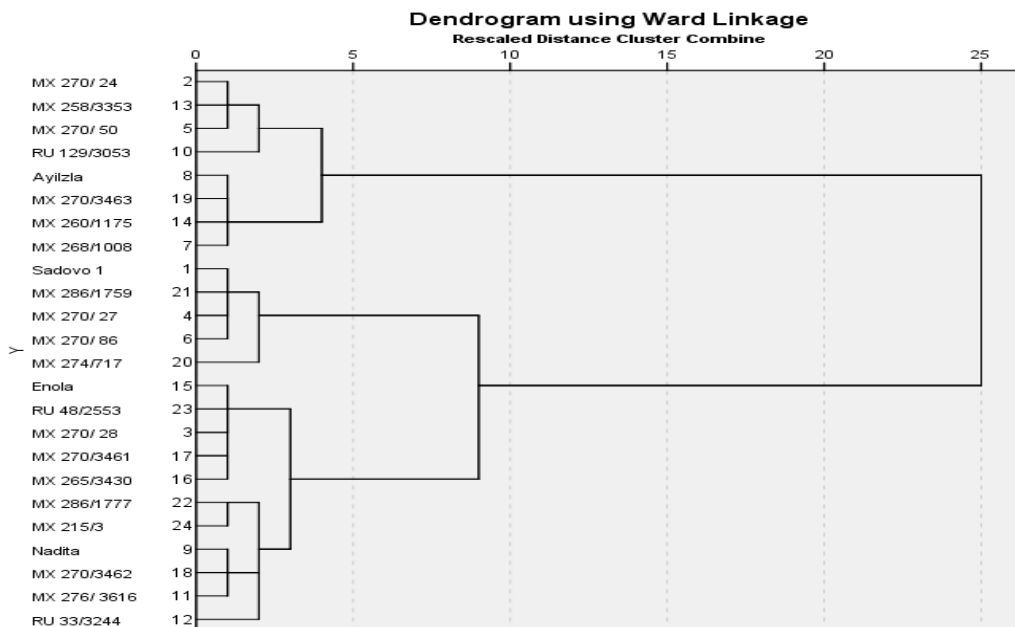 Dendrogram using Ward Linkage
Rescaled Distance Cluster Combine
0 5 10 15 20 25
MX 270/ 24 2
MX 258/3353 13
MX 270/ 50 5
RU 129/3053 10
Ayilzla 8
MX 270/3463 19
MX 260/1175 14
MX 268/1008 7
Sadovo 1 1
MX 286/1759 21
MX 270/ 27 4
MX 270/ 86 6
MX 274/717 20
Enola 15
RU 48/2553 23
MX 270/ 28 3
MX 270/3461 17
MX 265/3430 16
MX 286/1777 22
MX 215/3 24
Nadita 9
MX 270/3462 18
MX 276/ 3616 11
RU 33/3244 12
Y